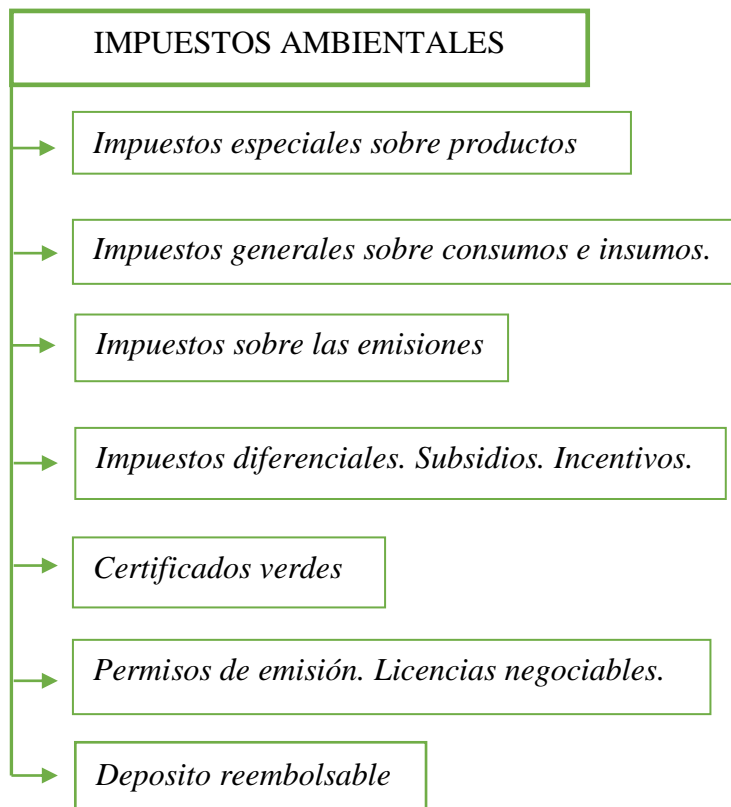 IMPUESTOS AMBIENTALES
Impuestos especiales sobre productos
Impuestos generales sobre consumos e insumos.
Impuestos sobre las emisiones
Impuestos diferenciales. Subsidios. Incentivos.
Certificados verdes
Permisos de emisión. Licencias negociables.
Deposito reembolsable